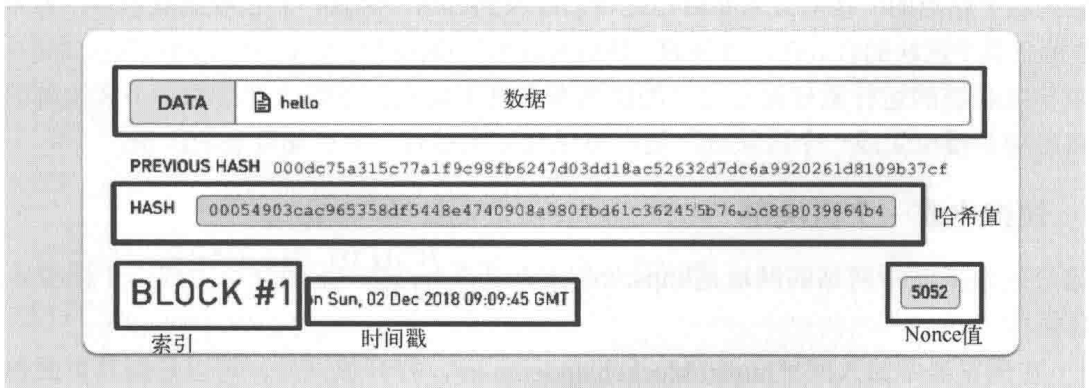 DATA hello 数据
PREVIOUS HASH 000dc75a315c77a1f9c98fb6247d03dd18ac52632d7dc6a9920261d8109b37cf
HASH 哈希值
BLOCK #1 on Sun, 02 Dec 2018 09:09:45 GMT 5052
索引 时间戳 Nonce值